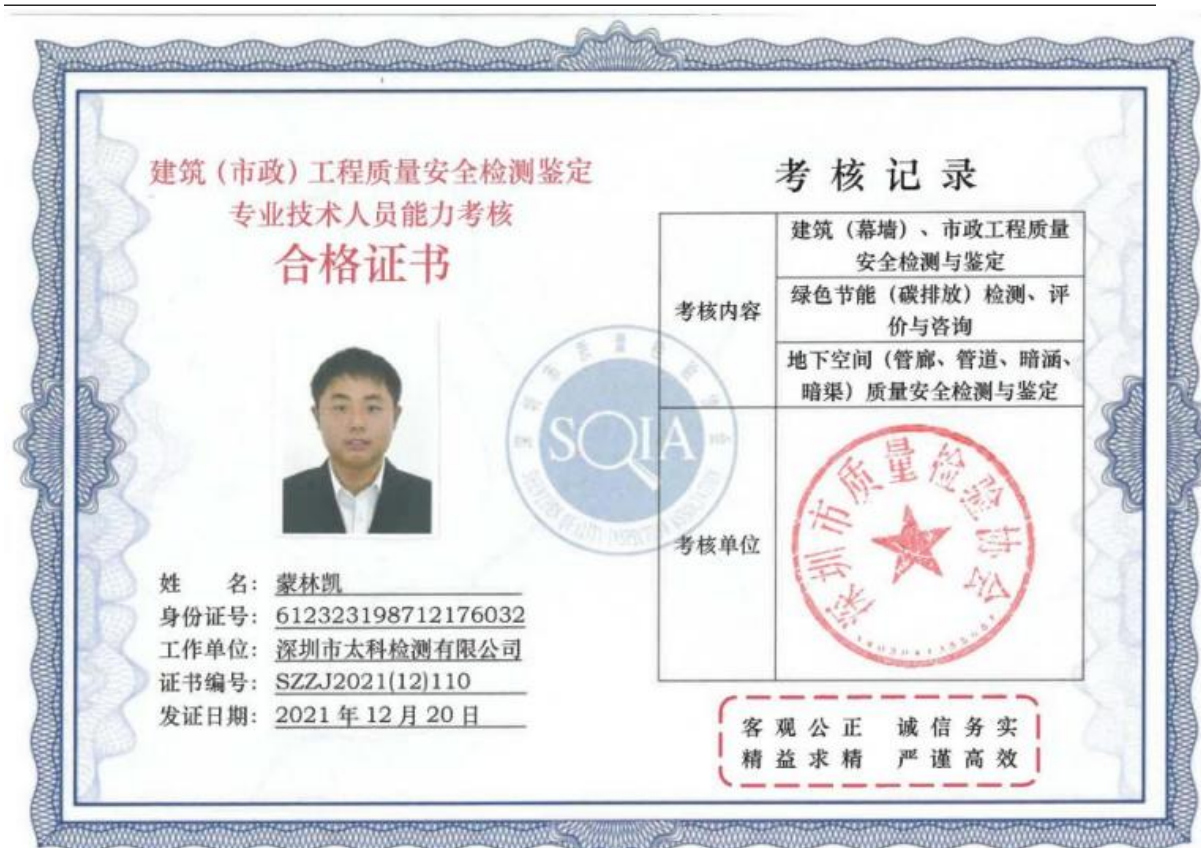 建筑（市政）工程质量安全检测鉴定
专业技术人员能力考核
合格证书
姓 名：蒙林凯
身份证号：612323198712176032
工作单位：深圳市太科检测有限公司
证书编号：SZZJ2021(12)110
发证日期：2021 年 12 月 20 日
考 核 记 录
考核内容
建筑（幕墙）、市政工程质量
安全检测与鉴定
绿色节能（碳排放）检测、评
价与咨询
地下空间（管廊、管道、暗涵、
暗渠）质量安全检测与鉴定
考核单位
深圳市质量检验协会
SQIA
SHENZHEN QUALITY INSPECTION ASSOCIATION
客 观 公 正 诚 信 务 实
精 益 求 精 严 谨 高 效